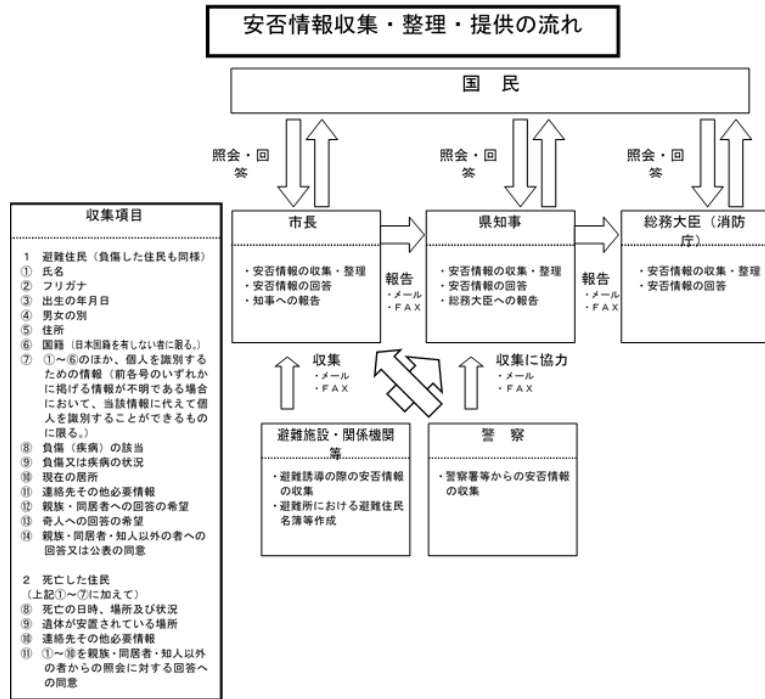 安否情報収集・整理・提供の流れ
国　民
照会・回
答
照会・回
答
照会・回
答
収集項目
1　避難住民（負傷した住民も同様）
①　氏名
②　フリガナ
③　出生の年月日
④　男女の別
⑤　住所
⑥　国籍（日本国籍を有しない者に限る。）
⑦　①～⑥のほか、個人を識別する
ための情報（前各号のいずれか
に掲げる情報が不明である場合
において、当該情報に代えて個
人を識別することができるもの
に限る。）
⑧　負傷（疾病）の該当
⑨　負傷又は疾病の状況
⑩　現在の居所
⑪　連絡先その他必要情報
⑫　親族・同居者への回答の希望
⑬　奇人への回答の希望
⑭　親族・同居者・知人以外の者への
回答又は公表の同意
2　死亡した住民
（上記①～⑦に加えて）
⑧　死亡の日時、場所及び状況
⑨　遺体が安置されている場所
⑩　連絡先その他必要情報
⑪　①～⑩を親族・同居者・知人以外
の者からの照会に対する回答へ
の同意
市長
・安否情報の収集・整理
・安否情報の回答
・知事への報告
報告
・メール
・ＦＡＸ
県知事
・安否情報の収集・整理
・安否情報の回答
・総務大臣への報告
報告
・メール
・ＦＡＸ
総務大臣（消防
庁）
・安否情報の収集・整理
・安否情報の回答
収集
・メール
・ＦＡＸ
収集に協力
・メール
・ＦＡＸ
避難施設・関係機関
等
・避難誘導の際の安否情報
の収集
・避難所における避難住民
名簿等作成
警　察
・警察署等からの安否情報
の収集